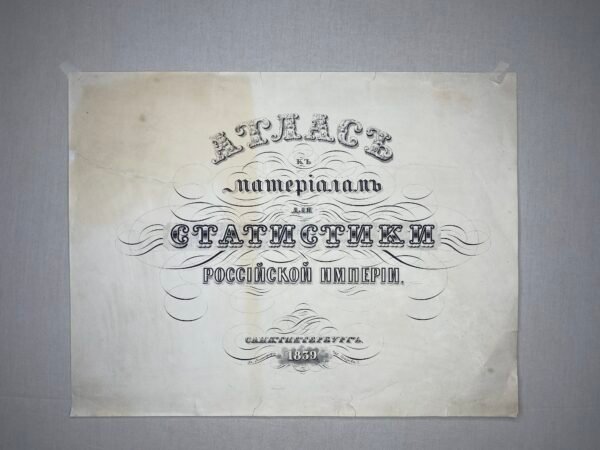 АТЛАСЪ
КЪ
матеріаламъ
ДЛЯ
СТАТИСТИКИ
РОССІЙСКОЙ ИМПЕРІИ.
САНКТПЕТЕРБУРГЪ.
1839